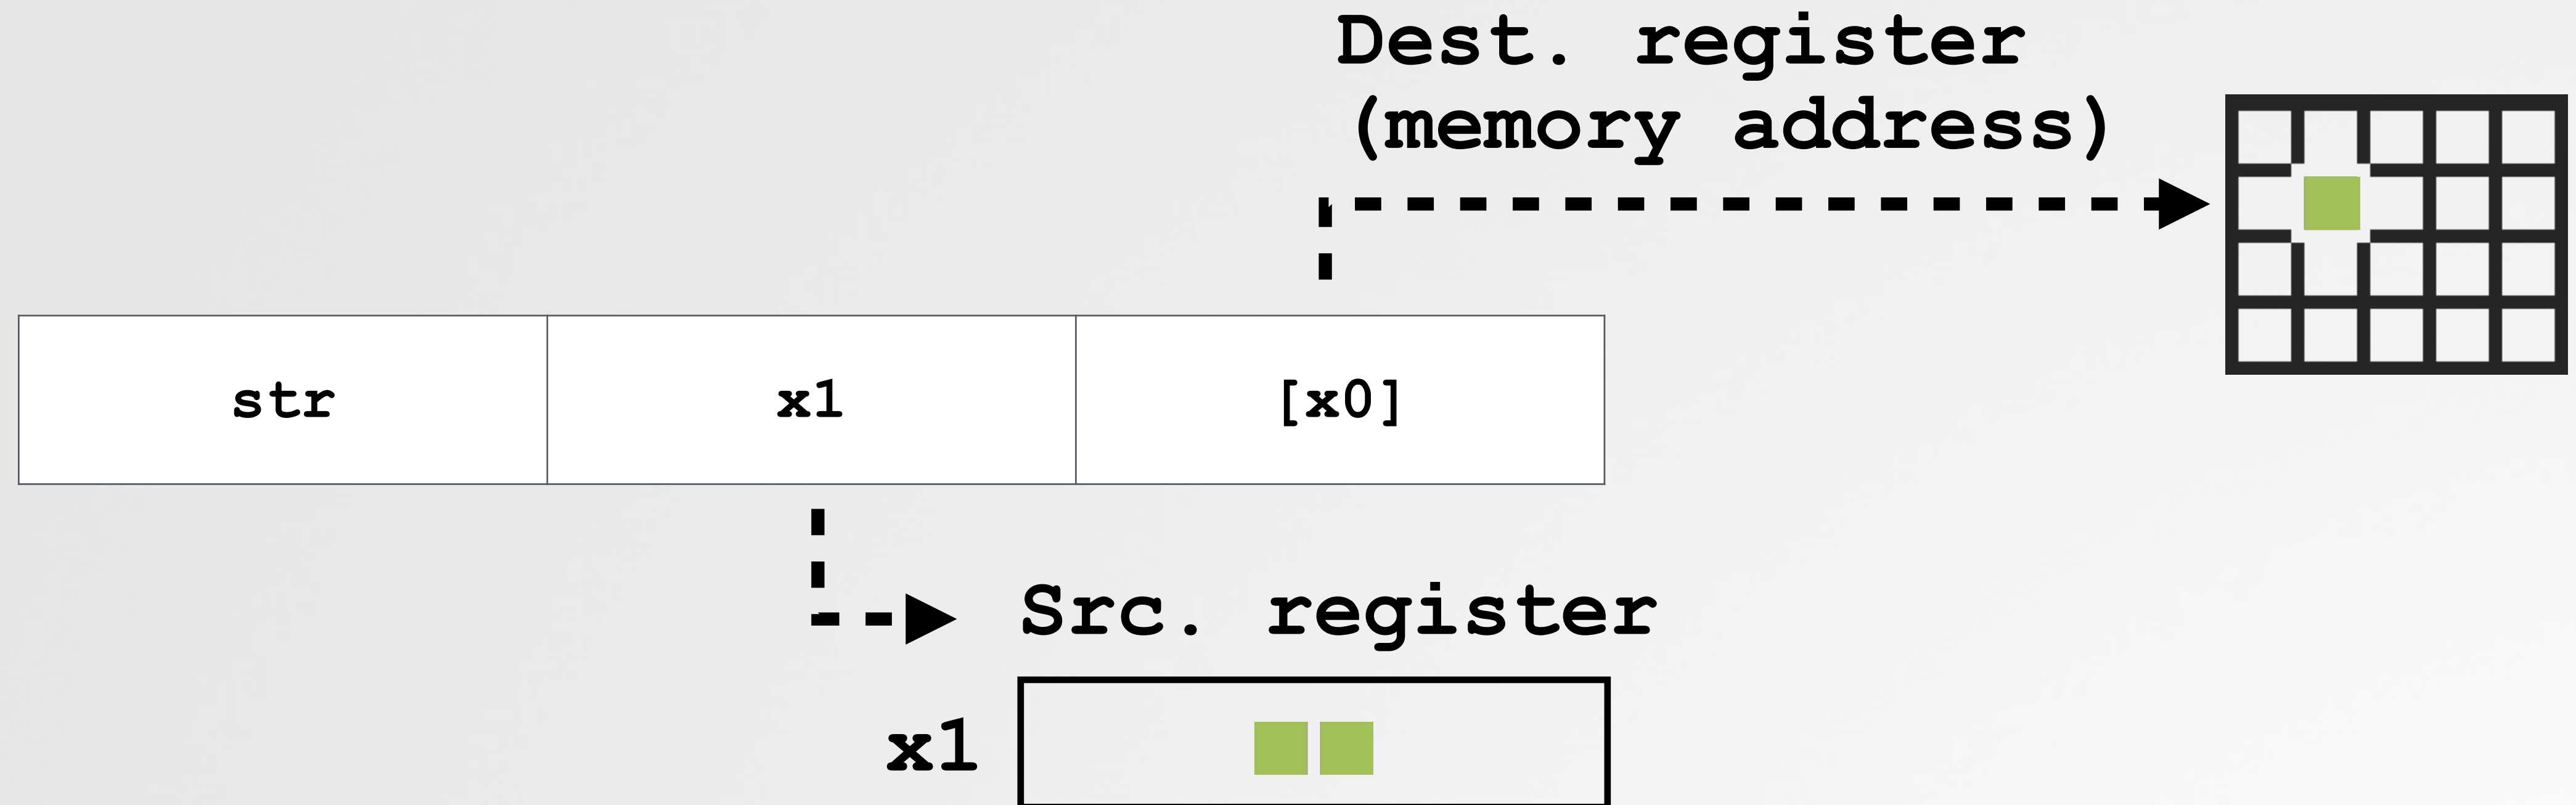 Dest. register
(memory address)
str x1 [x0]
Src. register
x1